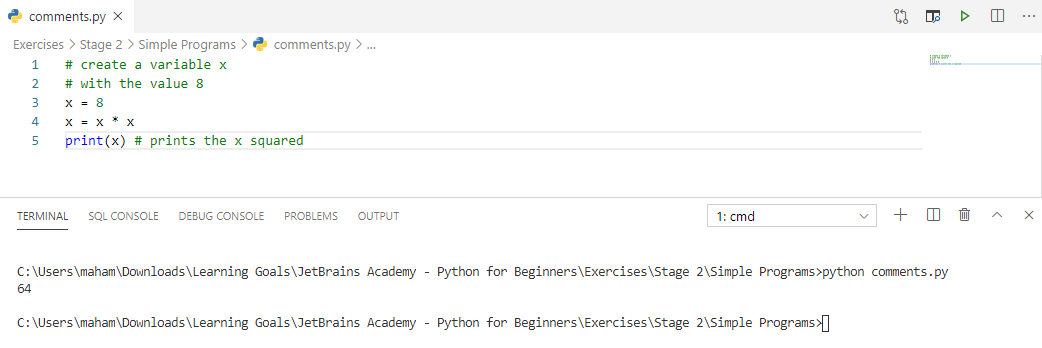 comments.py
Exercises > Stage 2 > Simple Programs > comments.py > ...
1 # create a variable x
2 # with the value 8
3 x = 8
4 x = x * x
5 print(x) # prints the x squared
TERMINAL SQL CONSOLE DEBUG CONSOLE PROBLEMS OUTPUT 1: cmd
C:\Users\maham\Downloads\Learning Goals\JetBrains Academy - Python for Beginners\Exercises\Stage 2\Simple Programs>python comments.py
64
C:\Users\maham\Downloads\Learning Goals\JetBrains Academy - Python for Beginners\Exercises\Stage 2\Simple Programs>